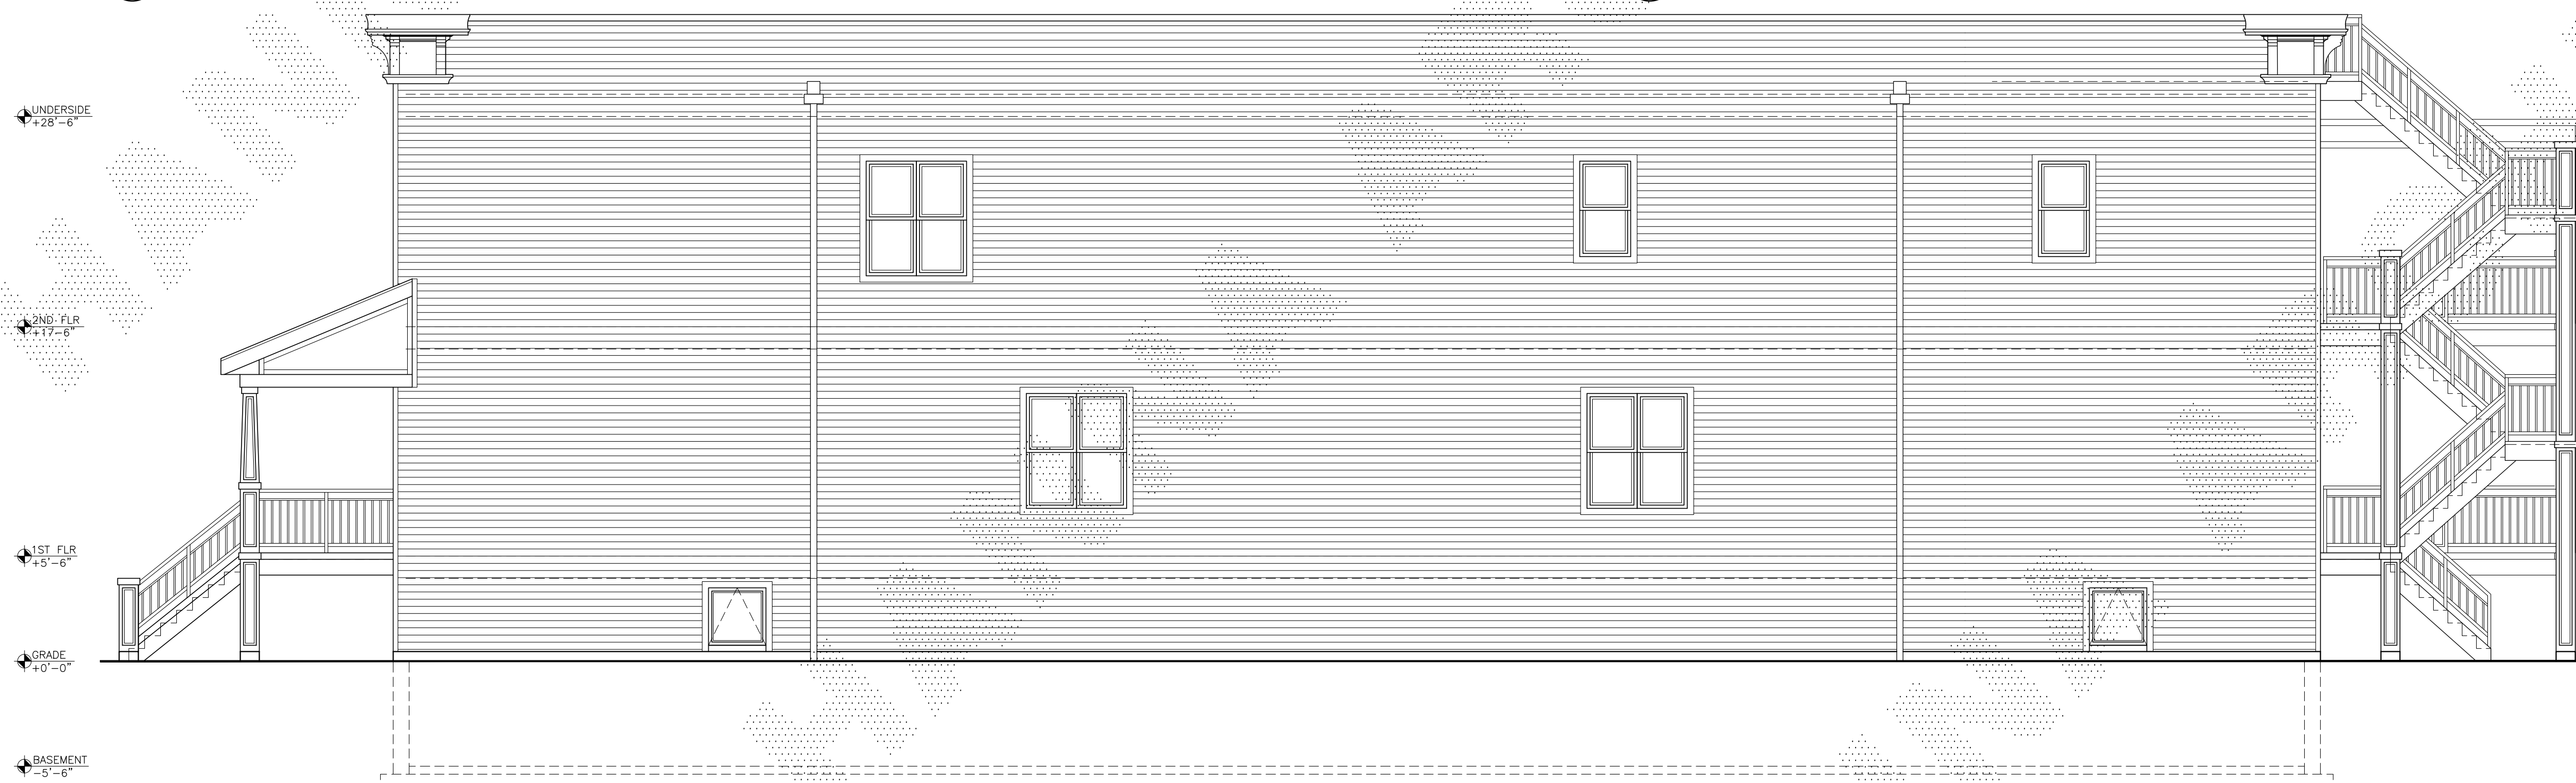 UNDERSIDE
+28'-6"
2ND FLR
+17-6"
1ST FLR
+5'-6"
GRADE
+0'-0"
BASEMENT
-5'-6"